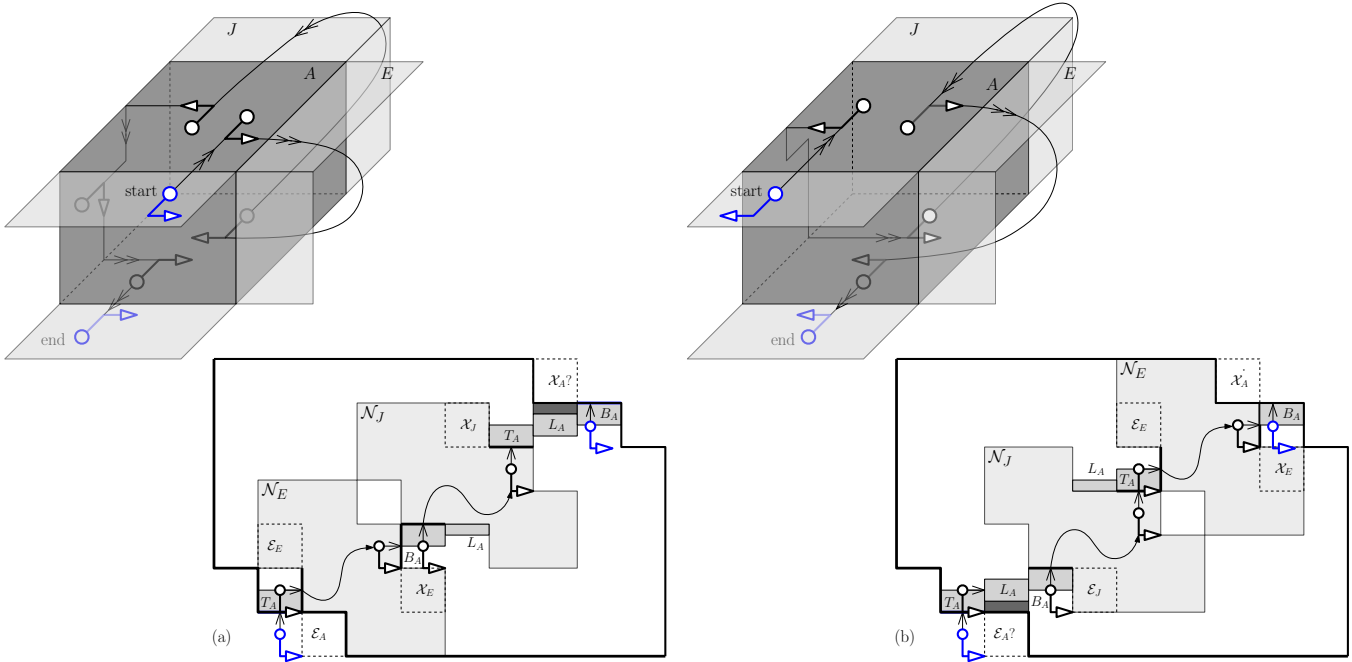 J
A
E
start
end
𝒳_A?
B_A
𝒩_J
𝒳_J
T_A
L_A
𝒩_E
ℰ_E
L_A
B_A
𝒳_E
T_A
ℰ_A
(a)
J
A
E
start
end
𝒩_E
𝒳_A
B_A
ℰ_E
𝒩_J
L_A
T_A
𝒳_E
L_A
T_A
B_A
ℰ_J
ℰ_A?
(b)